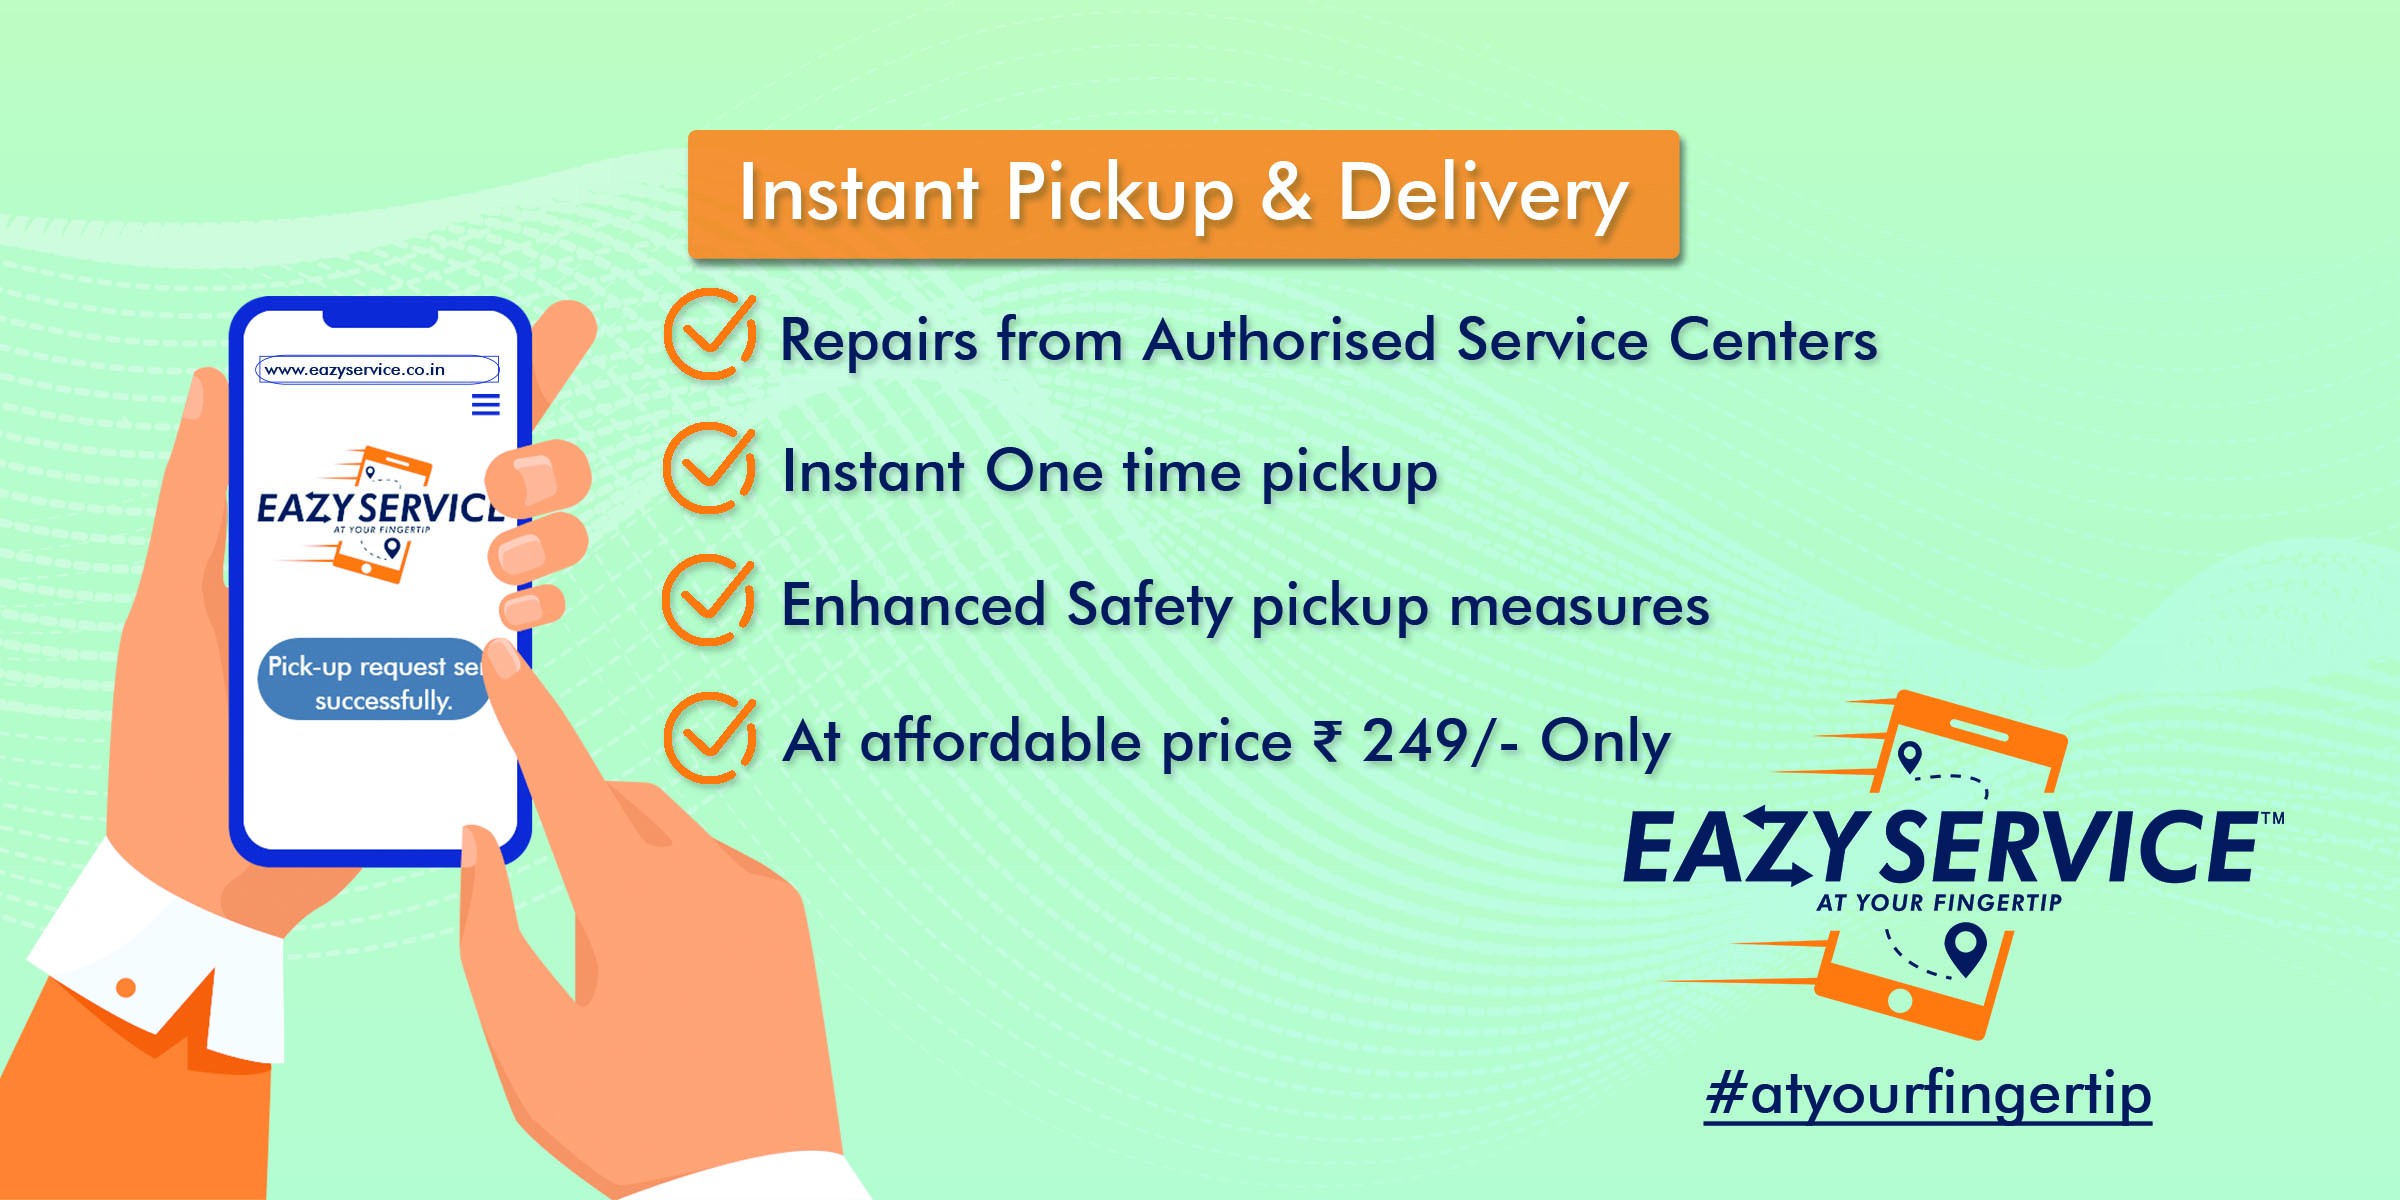 Instant Pickup & Delivery
Repairs from Authorised Service Centers
Instant One time pickup
Enhanced Safety pickup measures
At affordable price ₹ 249/- Only
www.eazyservice.co.in
EAZY SERVICE
AT YOUR FINGERTIP
Pick-up request
successfully.
EAZY SERVICE™
AT YOUR FINGERTIP
#atyourfingertip